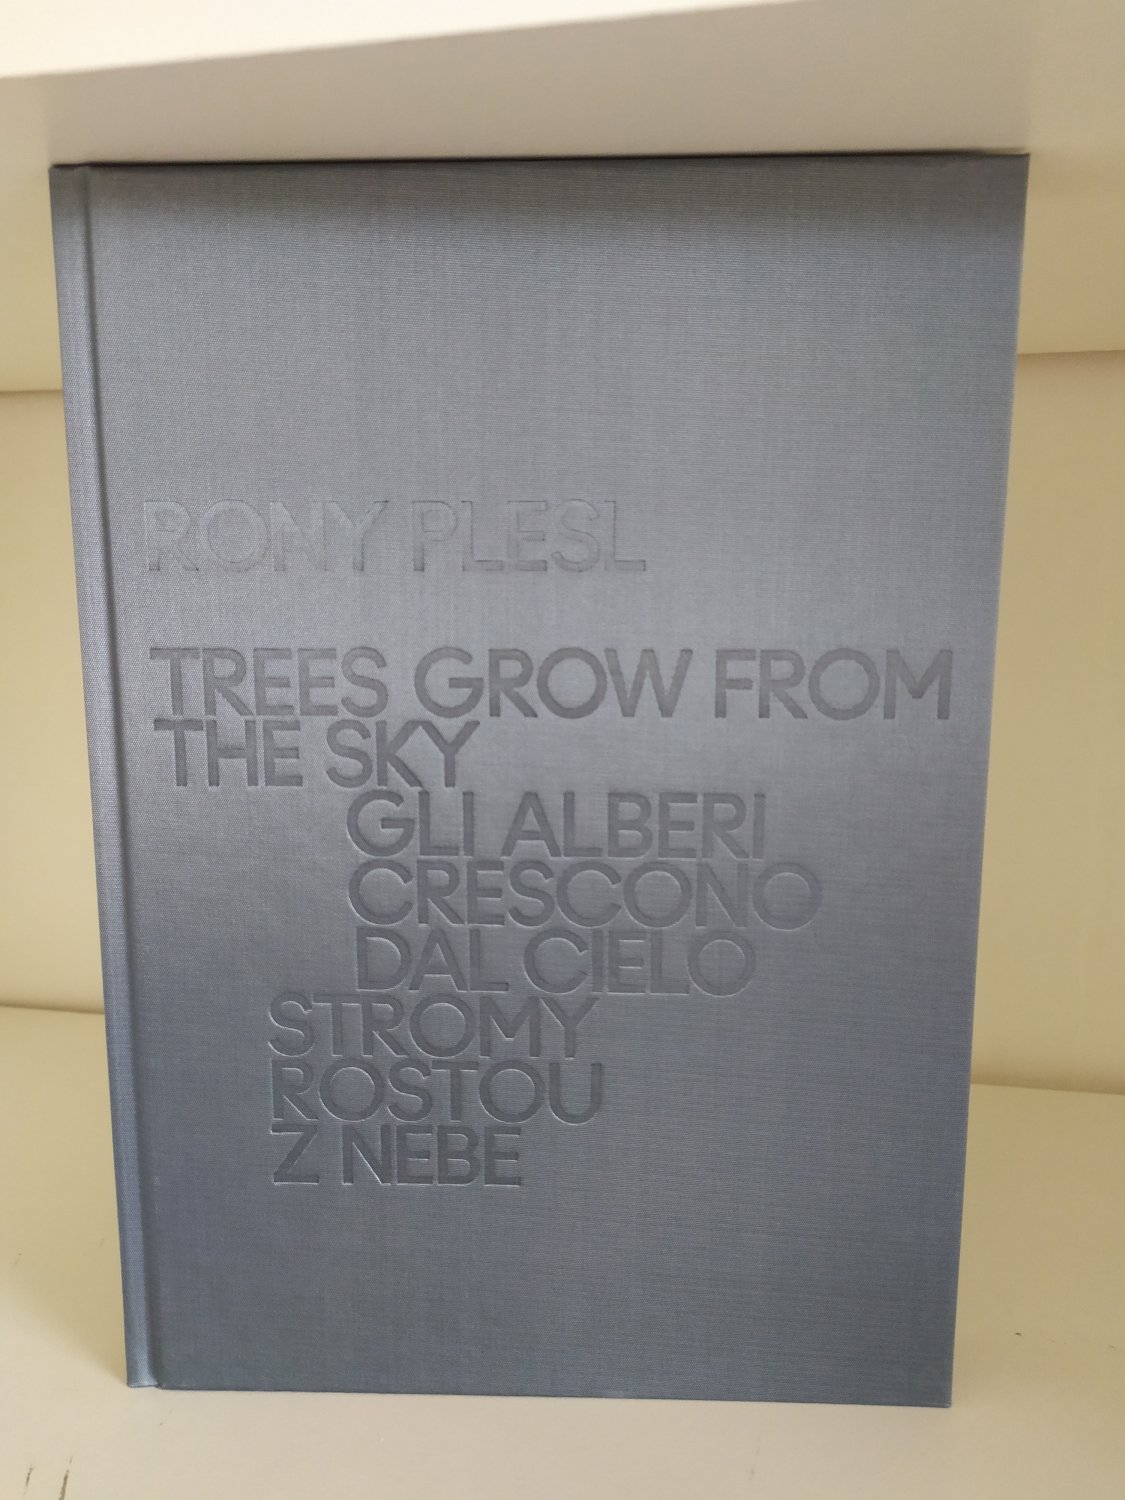 RONY PLESL
TREES GROW FROM
THE SKY
GLI ALBERI
CRESCONO
DAL CIELO
STROMY
ROSTOU
Z NEBE